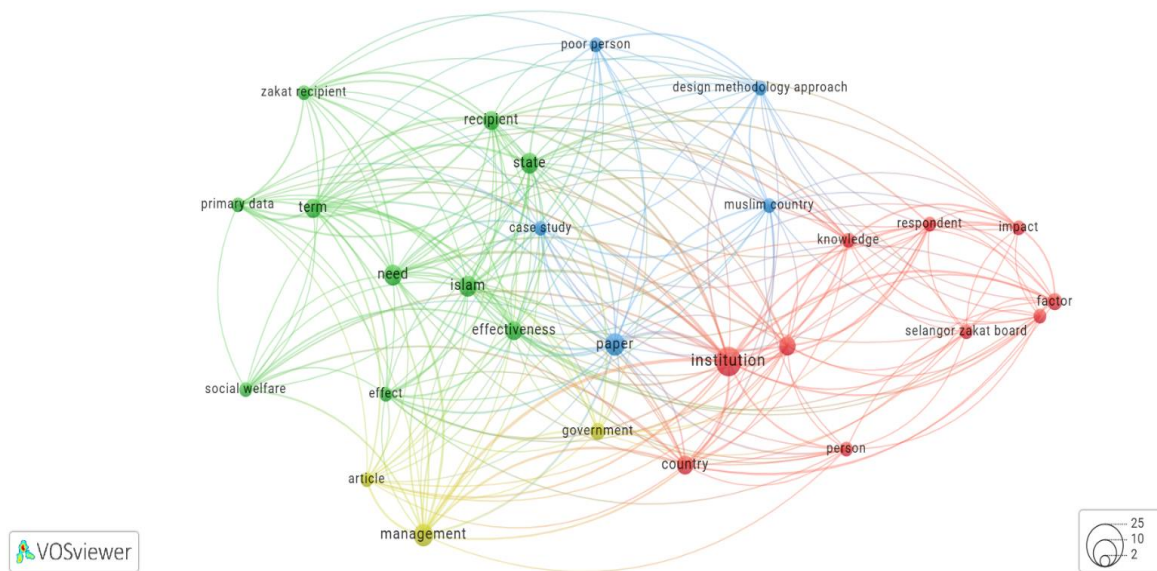 poor person
design methodology approach
zakat recipient
recipient
state
primary data
term
muslim country
case study
respondent
impact
knowledge
need
islam
factor
effectiveness
selangor zakat board
paper
institution
social welfare
effect
government
person
country
article
management
VOSviewer
25
10
2